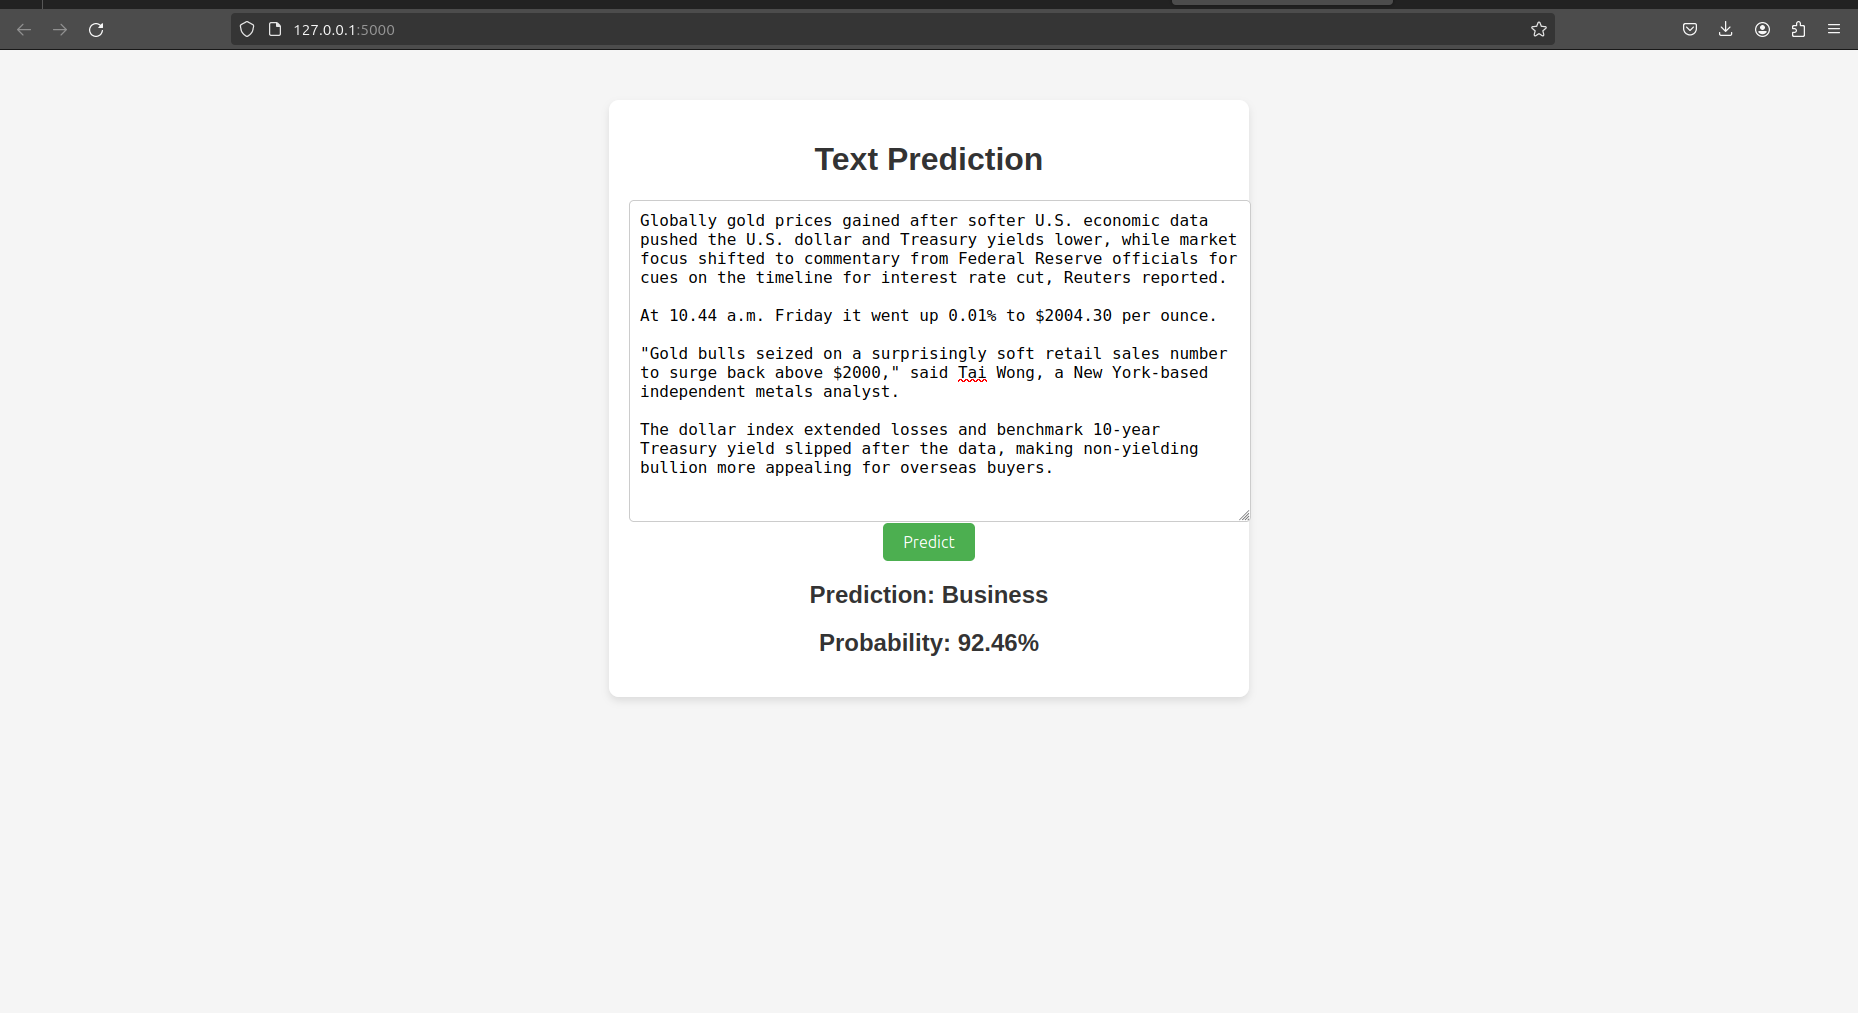 127.0.0.1:5000
Text Prediction
Globally gold prices gained after softer U.S. economic data
pushed the U.S. dollar and Treasury yields lower, while market
focus shifted to commentary from Federal Reserve officials for
cues on the timeline for interest rate cut, Reuters reported.
At 10.44 a.m. Friday it went up 0.01% to $2004.30 per ounce.
"Gold bulls seized on a surprisingly soft retail sales number
to surge back above $2000," said Tai Wong, a New York-based
independent metals analyst.
The dollar index extended losses and benchmark 10-year
Treasury yield slipped after the data, making non-yielding
bullion more appealing for overseas buyers.
Predict
Prediction: Business
Probability: 92.46%